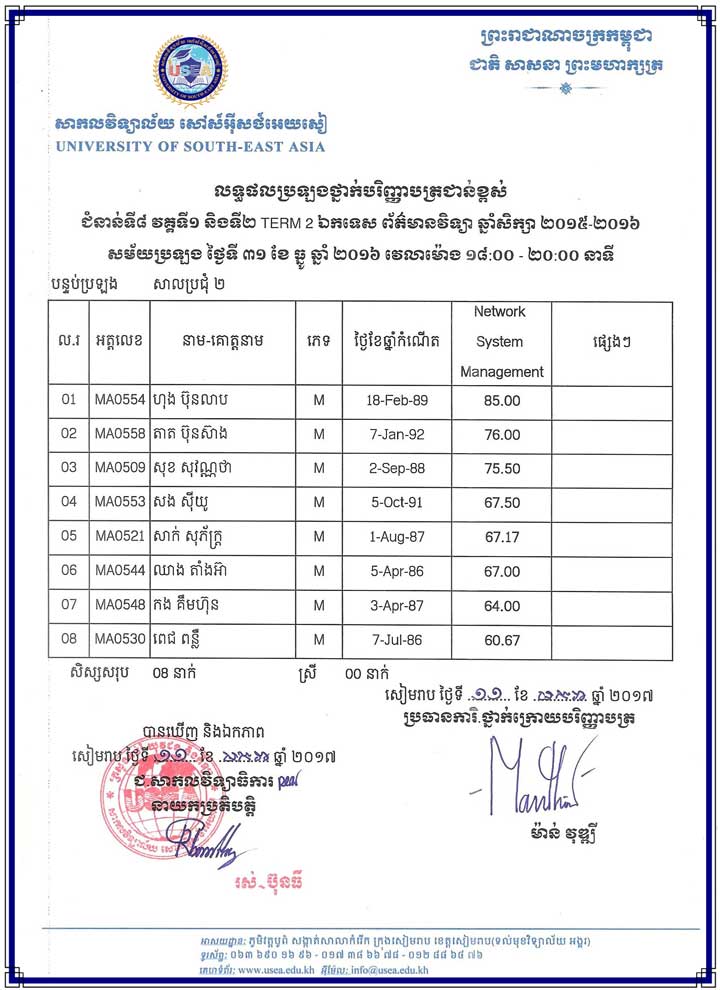 ព្រះរាជាណាចក្រកម្ពុជា
ជាតិ សាសនា ព្រះមហាក្សត្រ
USEA
សាកលវិទ្យាល័យ សៅស៍អ៊ីសថ៍អេយសៀ
UNIVERSITY OF SOUTH-EAST ASIA
លទ្ធផលប្រឡងថ្នាក់បរិញ្ញាបត្រជាន់ខ្ពស់
ជំនាន់ទី៨ វគ្គទី១ និងទី២ TERM 2 ឯកទេស ព័ត៌មានវិទ្យា ឆ្នាំសិក្សា ២០១៥-២០១៦
សម័យប្រឡង ថ្ងៃទី ៣១ ខែ ធ្នូ ឆ្នាំ ២០១៦ វេលាម៉ោង ១៨:០០ - ២០:០០ នាទី
បន្ទប់ប្រឡង សាលប្រជុំ ២
ល.រ អត្តលេខ នាម-គោត្តនាម ភេទ ថ្ងៃខែឆ្នាំកំណើត Network System Management ផ្សេងៗ
01 MA0554 ហុង ប៊ុនលាប M 18-Feb-89 85.00
02 MA0558 តាត ប៊ុនស៊ាង M 7-Jan-92 76.00
03 MA0509 សុខ សុវណ្ណថា M 2-Sep-88 75.50
04 MA0553 សង ស៊ីយូ M 5-Oct-91 67.50
05 MA0521 សាក់ សុភ័ក្ត្រ M 1-Aug-87 67.17
06 MA0544 ឈាង តាំងអ៊ា M 5-Apr-86 67.00
07 MA0548 កង គឹមហ៊ុន M 3-Apr-87 64.00
08 MA0530 ពេជ ពន្លឺ M 7-Jul-86 60.67
សិស្សសរុប 08 នាក់ ស្រី 00 នាក់
សៀមរាប ថ្ងៃទី ១១ ខែ មករា ឆ្នាំ ២០១៧
ប្រធានការិ.ថ្នាក់ក្រោយបរិញ្ញាបត្រ
បានឃើញ និងឯកភាព
សៀមរាប ថ្ងៃទី ១១ ខែ មករា ឆ្នាំ ២០១៧
ជ.សាកលវិទ្យាធិការ
នាយកប្រតិបត្តិ
ម៉ាន់ វុឌ្ឍី
រស់ ប៊ុនធី
អាសយដ្ឋាន: ភូមិវត្តបូព៌ សង្កាត់សាលាកំរើក ក្រុងសៀមរាប ខេត្តសៀមរាប(ទល់មុខវិទ្យាល័យ អង្គរ)
ទូរស័ព្ទ: ០៦៣ ៦៩០ ១៦ ៩៦ - ០១៧ ៣៨ ៦៦ ៧៨ - ០១២ ៨៨ ៦៨ ៧៦
គេហទំព័រ: www.usea.edu.kh អ៊ីម៉ែល: info@usea.edu.kh